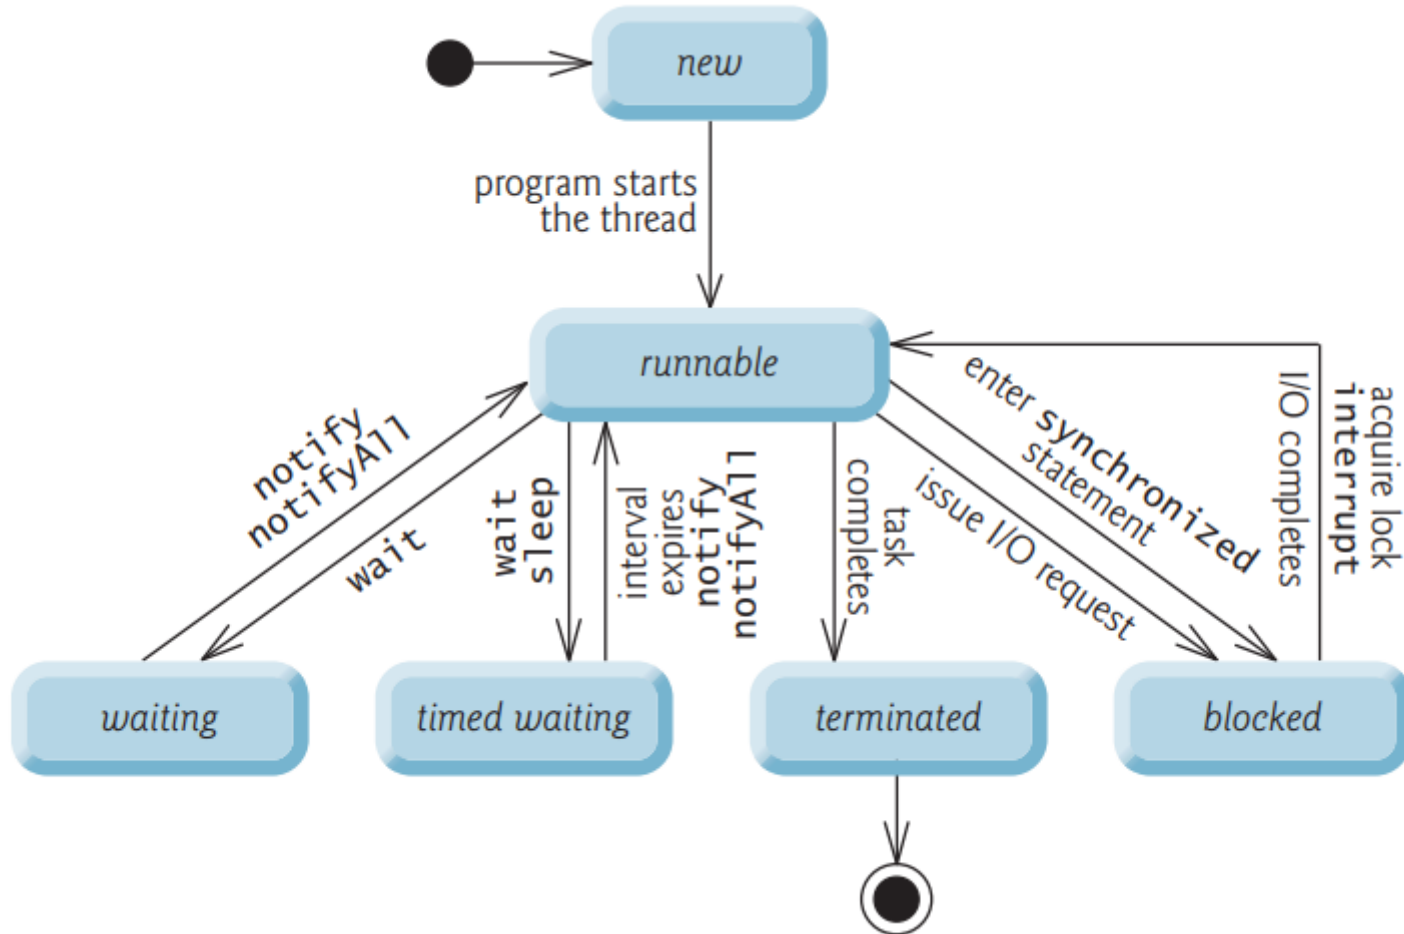 new
program starts
the thread
runnable
notify
notifyAll
wait
wait
sleep
interval
expires
notify
notifyAll
task
completes
issue I/O request
enter synchronized
statement
acquire lock
interrupt
I/O completes
waiting
timed waiting
terminated
blocked